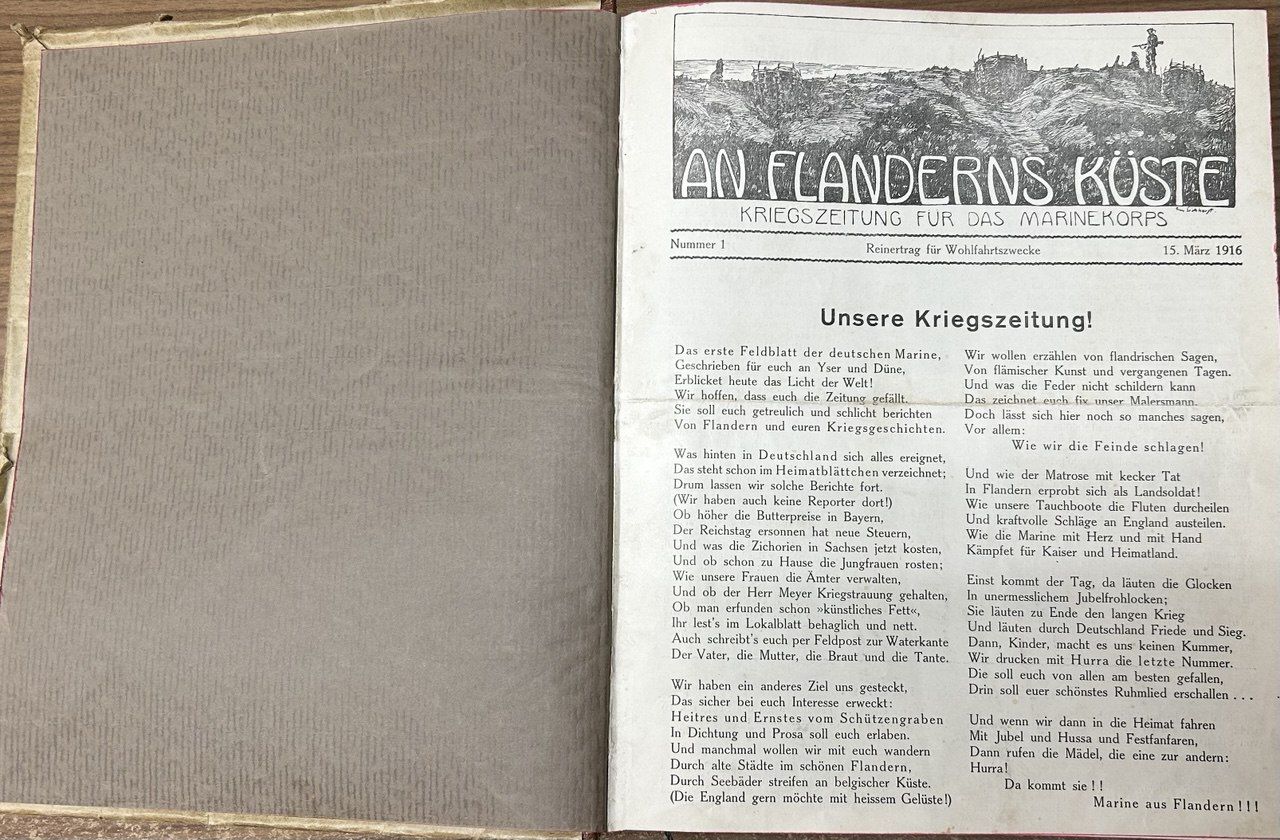 AN FLANDERNS KÜSTE
KRIEGSZEITUNG FÜR DAS MARINEKORPS
Nummer 1 Reinertrag für Wohlfahrtszwecke 15. März 1916
Unsere Kriegszeitung!
Das erste Feldblatt der deutschen Marine,
Geschrieben für euch an Yser und Düne,
Erblicket heute das Licht der Welt!
Wir hoffen, dass euch die Zeitung gefällt.
Sie soll euch getreulich und schlicht berichten
Von Flandern und euren Kriegsgeschichten.
Was hinten in Deutschland sich alles ereignet,
Das steht schon im Heimatblättchen verzeichnet;
Drum lassen wir solche Berichte fort.
(Wir haben auch keine Reporter dort!)
Ob höher die Butterpreise in Bayern,
Der Reichstag ersonnen hat neue Steuern,
Und was die Zichorien in Sachsen jetzt kosten,
Und ob schon zu Hause die Jungfrauen rosten;
Wie unsere Frauen die Ämter verwalten,
Und ob der Herr Meyer Kriegstrauung gehalten,
Ob man erfunden schon »künstliches Fett«,
Ihr lest's im Lokalblatt behaglich und nett.
Auch schreibt's euch per Feldpost zur Waterkante
Der Vater, die Mutter, die Braut und die Tante.
Wir haben ein anderes Ziel uns gesteckt,
Das sicher bei euch Interesse erweckt:
Heitres und Ernstes vom Schützengraben
In Dichtung und Prosa soll euch erlaben.
Und manchmal wollen wir mit euch wandern
Durch alte Städte im schönen Flandern,
Durch Seebäder streifen an belgischer Küste.
(Die England gern möchte mit heissem Gelüste!)
Wir wollen erzählen von flandrischen Sagen,
Von flämischer Kunst und vergangenen Tagen.
Und was die Feder nicht schildern kann
Das zeichnet euch fix unser Malersmann.
Doch lässt sich hier noch so manches sagen,
Vor allem:
Wie wir die Feinde schlagen!
Und wie der Matrose mit kecker Tat
In Flandern erprobt sich als Landsoldat!
Wie unsere Tauchboote die Fluten durcheilen
Und kraftvolle Schläge an England austeilen.
Wie die Marine mit Herz und mit Hand
Kämpfet für Kaiser und Heimatland.
Einst kommt der Tag, da läuten die Glocken
In unermesslichem Jubelfrohlocken;
Sie läuten zu Ende den langen Krieg
Und läuten durch Deutschland Friede und Sieg.
Dann, Kinder, macht es uns keinen Kummer,
Wir drucken mit Hurra die letzte Nummer.
Die soll euch von allen am besten gefallen,
Drin soll euer schönstes Ruhmlied erschallen . . .
Und wenn wir dann in die Heimat fahren
Mit Jubel und Hussa und Festfanfaren,
Dann rufen die Mädel, die eine zur andern:
Hurra!
Da kommt sie ! !
Marine aus Flandern ! ! !